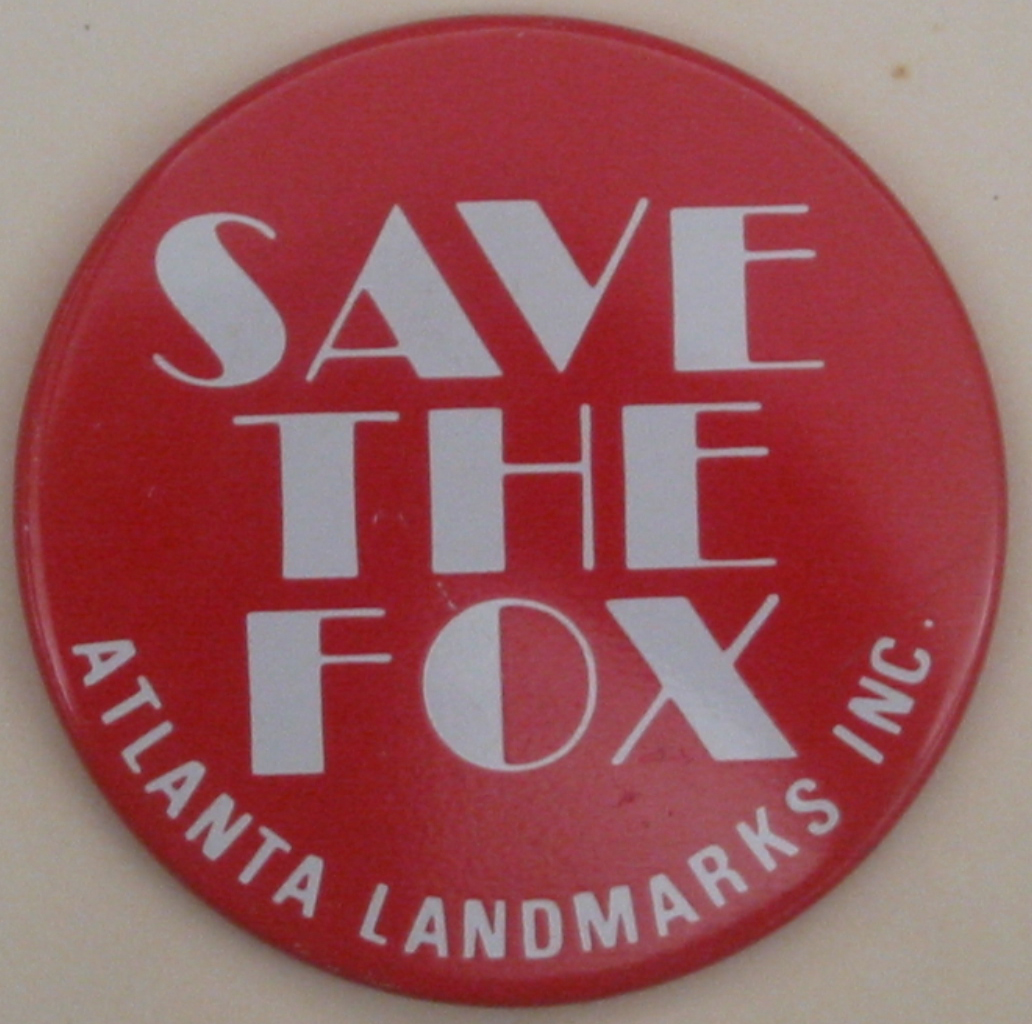 SAVE
THE
FOX
ATLANTA LANDMARKS INC.